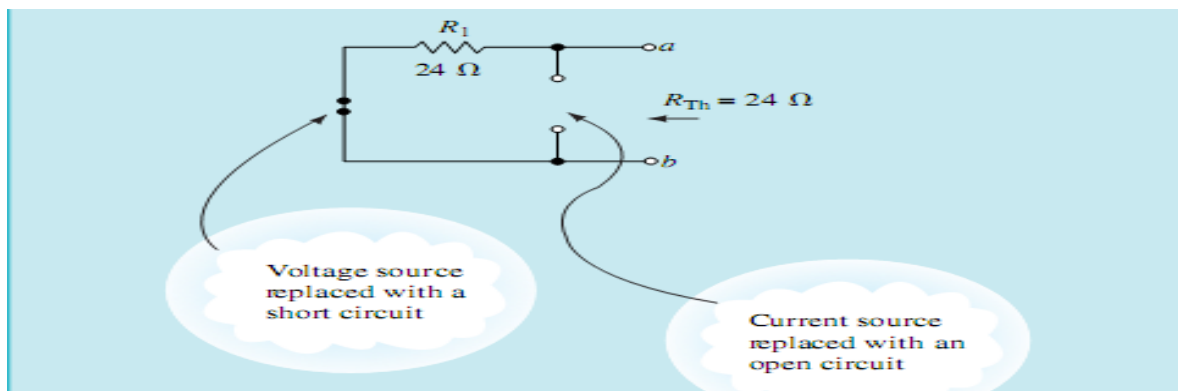 R1
24 Ω
a
RTh = 24 Ω
b
Voltage source
replaced with a
short circuit
Current source
replaced with an
open circuit